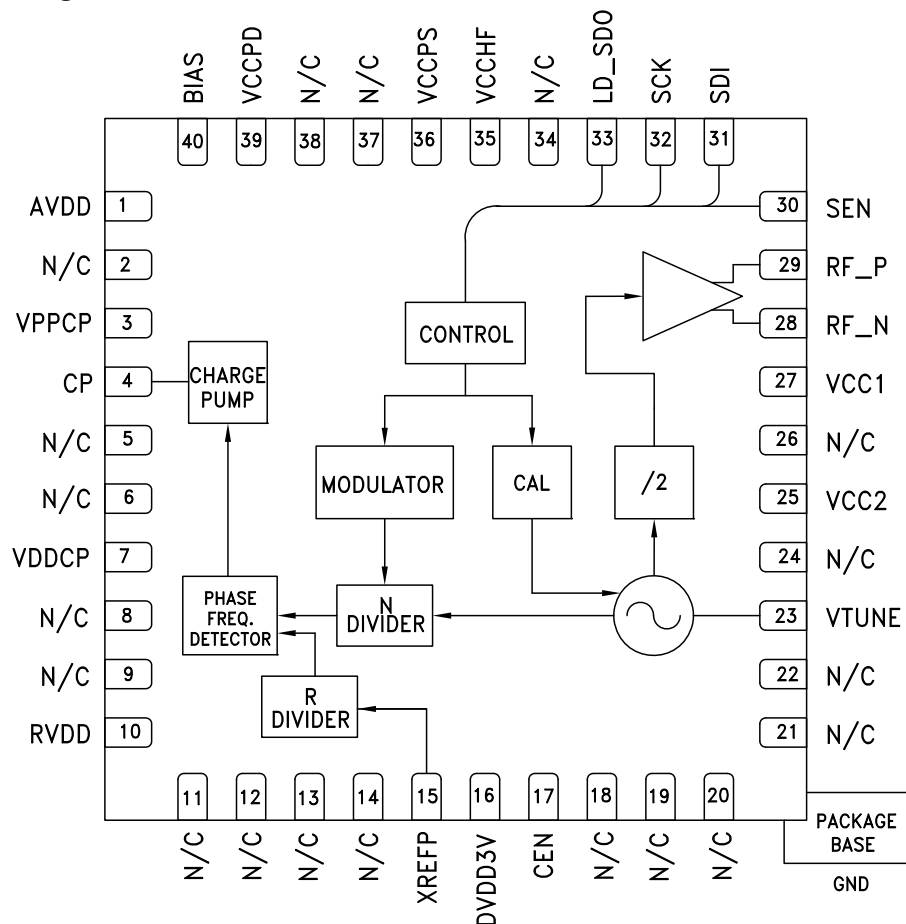 BIAS
VCCPD
N/C
N/C
VCCPS
VCCHF
N/C
LD_SDO
SCK
SDI
40
39
38
37
36
35
34
33
32
31
AVDD 1
N/C 2
VPPCP 3
CP 4
N/C 5
N/C 6
VDDCP 7
N/C 8
N/C 9
RVDD 10
30 SEN
29 RF_P
28 RF_N
27 VCC1
26 N/C
25 VCC2
24 N/C
23 VTUNE
22 N/C
21 N/C
CONTROL
CHARGE
PUMP
MODULATOR
CAL
/2
PHASE
FREQ.
DETECTOR
N
DIVIDER
R
DIVIDER
11
12
13
14
15
16
17
18
19
20
N/C
N/C
N/C
N/C
XREFP
DVDD3V
CEN
N/C
N/C
N/C
PACKAGE
BASE
GND